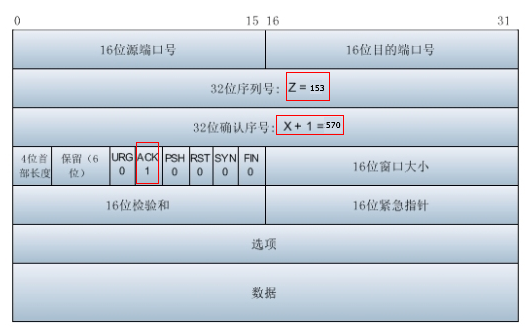 0 15 16 31
16位源端口号 16位目的端口号
32位序列号: Z = 153
32位确认序号: X + 1 = 570
4位首部长度 保留（6位） URG 0 ACK 1 PSH 0 RST 0 SYN 0 FIN 0 16位窗口大小
16位检验和 16位紧急指针
选项
数据